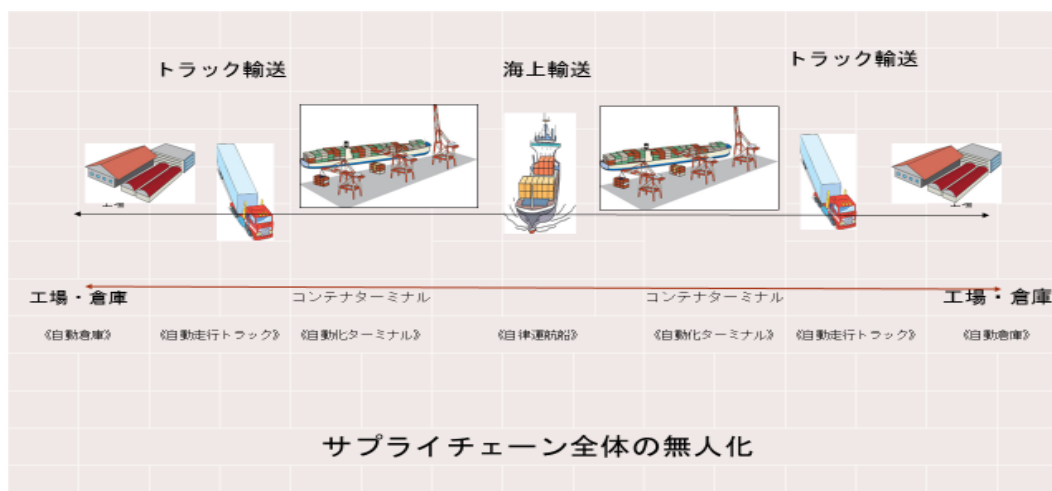 トラック輸送
海上輸送
トラック輸送
工場
工場
工場・倉庫
コンテナターミナル
コンテナターミナル
工場・倉庫
《自動倉庫》
《自動走行トラック》
《自動化ターミナル》
《自律運航船》
《自動化ターミナル》
《自動走行トラック》
《自動倉庫》
サプライチェーン全体の無人化